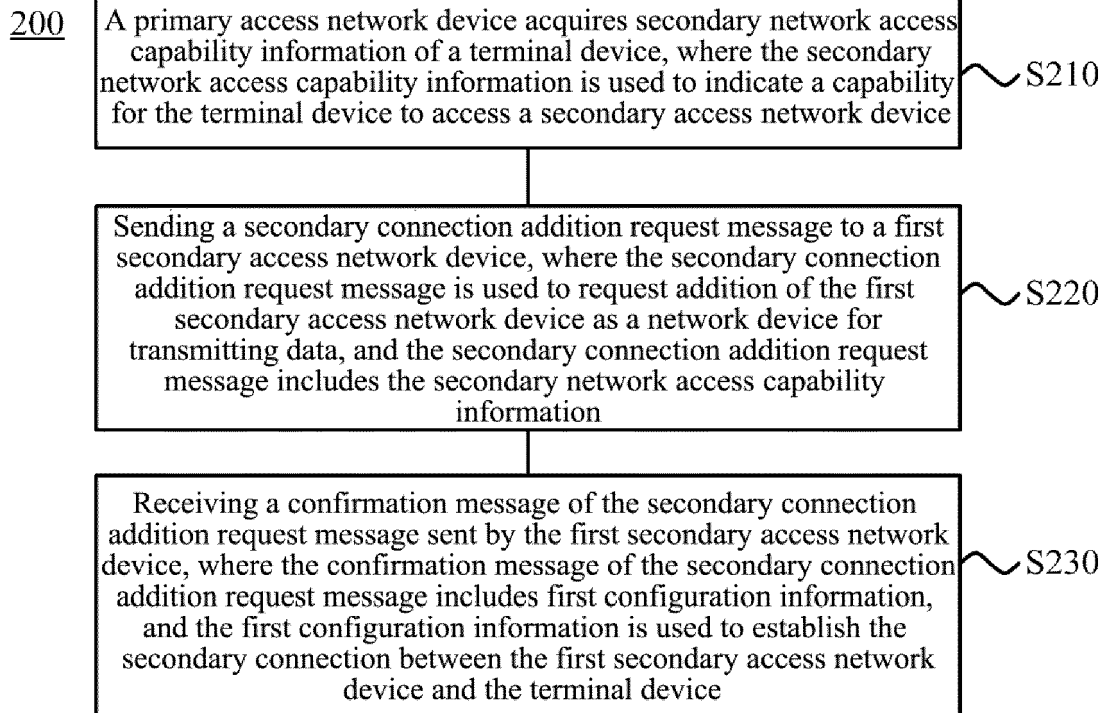 200
A primary access network device acquires secondary network access
capability information of a terminal device, where the secondary
network access capability information is used to indicate a capability
for the terminal device to access a secondary access network device
S210
Sending a secondary connection addition request message to a first
secondary access network device, where the secondary connection
addition request message is used to request addition of the first
secondary access network device as a network device for
transmitting data, and the secondary connection addition request
message includes the secondary network access capability
information
S220
Receiving a confirmation message of the secondary connection
addition request message sent by the first secondary access network
device, where the confirmation message of the secondary connection
addition request message includes first configuration information,
and the first configuration information is used to establish the
secondary connection between the first secondary access network
device and the terminal device
S230